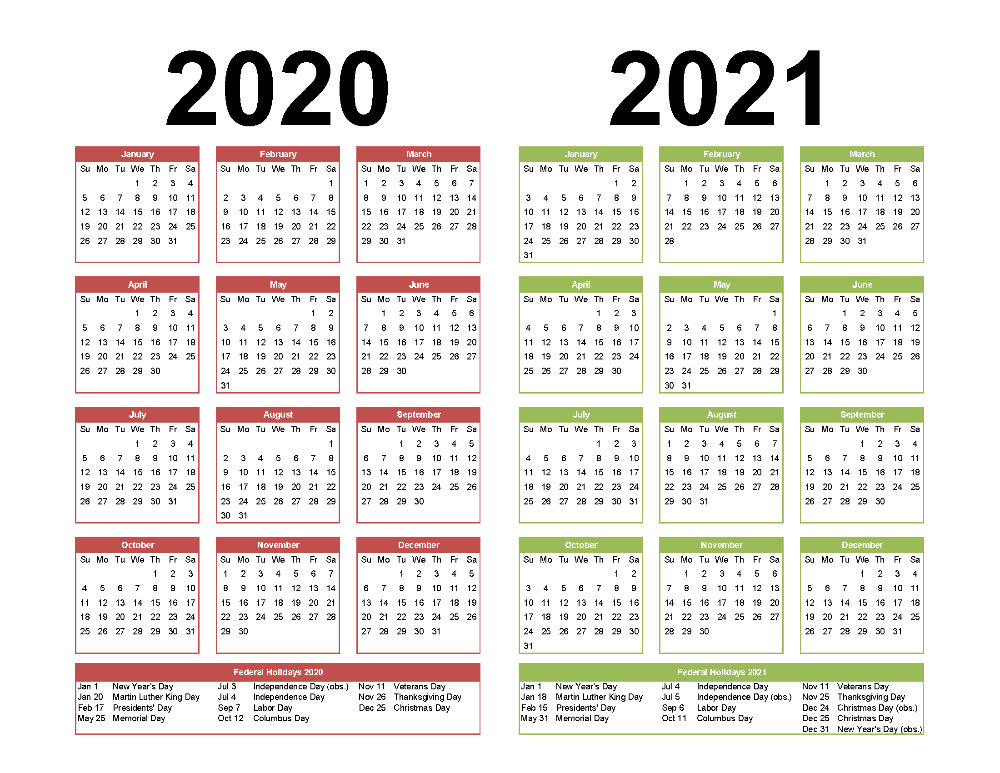 2020
January
Su Mo Tu We Th Fr Sa
1 2 3 4
5 6 7 8 9 10 11
12 13 14 15 16 17 18
19 20 21 22 23 24 25
26 27 28 29 30 31
February
Su Mo Tu We Th Fr Sa
1
2 3 4 5 6 7 8
9 10 11 12 13 14 15
16 17 18 19 20 21 22
23 24 25 26 27 28 29
March
Su Mo Tu We Th Fr Sa
1 2 3 4 5 6 7
8 9 10 11 12 13 14
15 16 17 18 19 20 21
22 23 24 25 26 27 28
29 30 31
April
Su Mo Tu We Th Fr Sa
1 2 3 4
5 6 7 8 9 10 11
12 13 14 15 16 17 18
19 20 21 22 23 24 25
26 27 28 29 30
May
Su Mo Tu We Th Fr Sa
1 2
3 4 5 6 7 8 9
10 11 12 13 14 15 16
17 18 19 20 21 22 23
24 25 26 27 28 29 30
31
June
Su Mo Tu We Th Fr Sa
1 2 3 4 5 6
7 8 9 10 11 12 13
14 15 16 17 18 19 20
21 22 23 24 25 26 27
28 29 30
July
Su Mo Tu We Th Fr Sa
1 2 3 4
5 6 7 8 9 10 11
12 13 14 15 16 17 18
19 20 21 22 23 24 25
26 27 28 29 30 31
August
Su Mo Tu We Th Fr Sa
1
2 3 4 5 6 7 8
9 10 11 12 13 14 15
16 17 18 19 20 21 22
23 24 25 26 27 28 29
30 31
September
Su Mo Tu We Th Fr Sa
1 2 3 4 5
6 7 8 9 10 11 12
13 14 15 16 17 18 19
20 21 22 23 24 25 26
27 28 29 30
October
Su Mo Tu We Th Fr Sa
1 2 3
4 5 6 7 8 9 10
11 12 13 14 15 16 17
18 19 20 21 22 23 24
25 26 27 28 29 30 31
November
Su Mo Tu We Th Fr Sa
1 2 3 4 5 6 7
8 9 10 11 12 13 14
15 16 17 18 19 20 21
22 23 24 25 26 27 28
29 30
December
Su Mo Tu We Th Fr Sa
1 2 3 4 5
6 7 8 9 10 11 12
13 14 15 16 17 18 19
20 21 22 23 24 25 26
27 28 29 30 31
Federal Holidays 2020
Jan 1 New Year's Day
Jan 20 Martin Luther King Day
Feb 17 Presidents' Day
May 25 Memorial Day
Jul 3 Independence Day (obs.)
Jul 4 Independence Day
Sep 7 Labor Day
Oct 12 Columbus Day
Nov 11 Veterans Day
Nov 26 Thanksgiving Day
Dec 25 Christmas Day
2021
January
Su Mo Tu We Th Fr Sa
1 2
3 4 5 6 7 8 9
10 11 12 13 14 15 16
17 18 19 20 21 22 23
24 25 26 27 28 29 30
31
February
Su Mo Tu We Th Fr Sa
1 2 3 4 5 6
7 8 9 10 11 12 13
14 15 16 17 18 19 20
21 22 23 24 25 26 27
28
March
Su Mo Tu We Th Fr Sa
1 2 3 4 5 6
7 8 9 10 11 12 13
14 15 16 17 18 19 20
21 22 23 24 25 26 27
28 29 30 31
April
Su Mo Tu We Th Fr Sa
1 2 3
4 5 6 7 8 9 10
11 12 13 14 15 16 17
18 19 20 21 22 23 24
25 26 27 28 29 30
May
Su Mo Tu We Th Fr Sa
1
2 3 4 5 6 7 8
9 10 11 12 13 14 15
16 17 18 19 20 21 22
23 24 25 26 27 28 29
30 31
June
Su Mo Tu We Th Fr Sa
1 2 3 4 5
6 7 8 9 10 11 12
13 14 15 16 17 18 19
20 21 22 23 24 25 26
27 28 29 30
July
Su Mo Tu We Th Fr Sa
1 2 3
4 5 6 7 8 9 10
11 12 13 14 15 16 17
18 19 20 21 22 23 24
25 26 27 28 29 30 31
August
Su Mo Tu We Th Fr Sa
1 2 3 4 5 6 7
8 9 10 11 12 13 14
15 16 17 18 19 20 21
22 23 24 25 26 27 28
29 30 31
September
Su Mo Tu We Th Fr Sa
1 2 3 4
5 6 7 8 9 10 11
12 13 14 15 16 17 18
19 20 21 22 23 24 25
26 27 28 29 30
October
Su Mo Tu We Th Fr Sa
1 2
3 4 5 6 7 8 9
10 11 12 13 14 15 16
17 18 19 20 21 22 23
24 25 26 27 28 29 30
31
November
Su Mo Tu We Th Fr Sa
1 2 3 4 5 6
7 8 9 10 11 12 13
14 15 16 17 18 19 20
21 22 23 24 25 26 27
28 29 30
December
Su Mo Tu We Th Fr Sa
1 2 3 4
5 6 7 8 9 10 11
12 13 14 15 16 17 18
19 20 21 22 23 24 25
26 27 28 29 30 31
Federal Holidays 2021
Jan 1 New Year's Day
Jan 18 Martin Luther King Day
Feb 15 Presidents' Day
May 31 Memorial Day
Jul 4 Independence Day
Jul 5 Independence Day (obs.)
Sep 6 Labor Day
Oct 11 Columbus Day
Nov 11 Veterans Day
Nov 25 Thanksgiving Day
Dec 24 Christmas Day (obs.)
Dec 25 Christmas Day
Dec 31 New Year's Day (obs.)